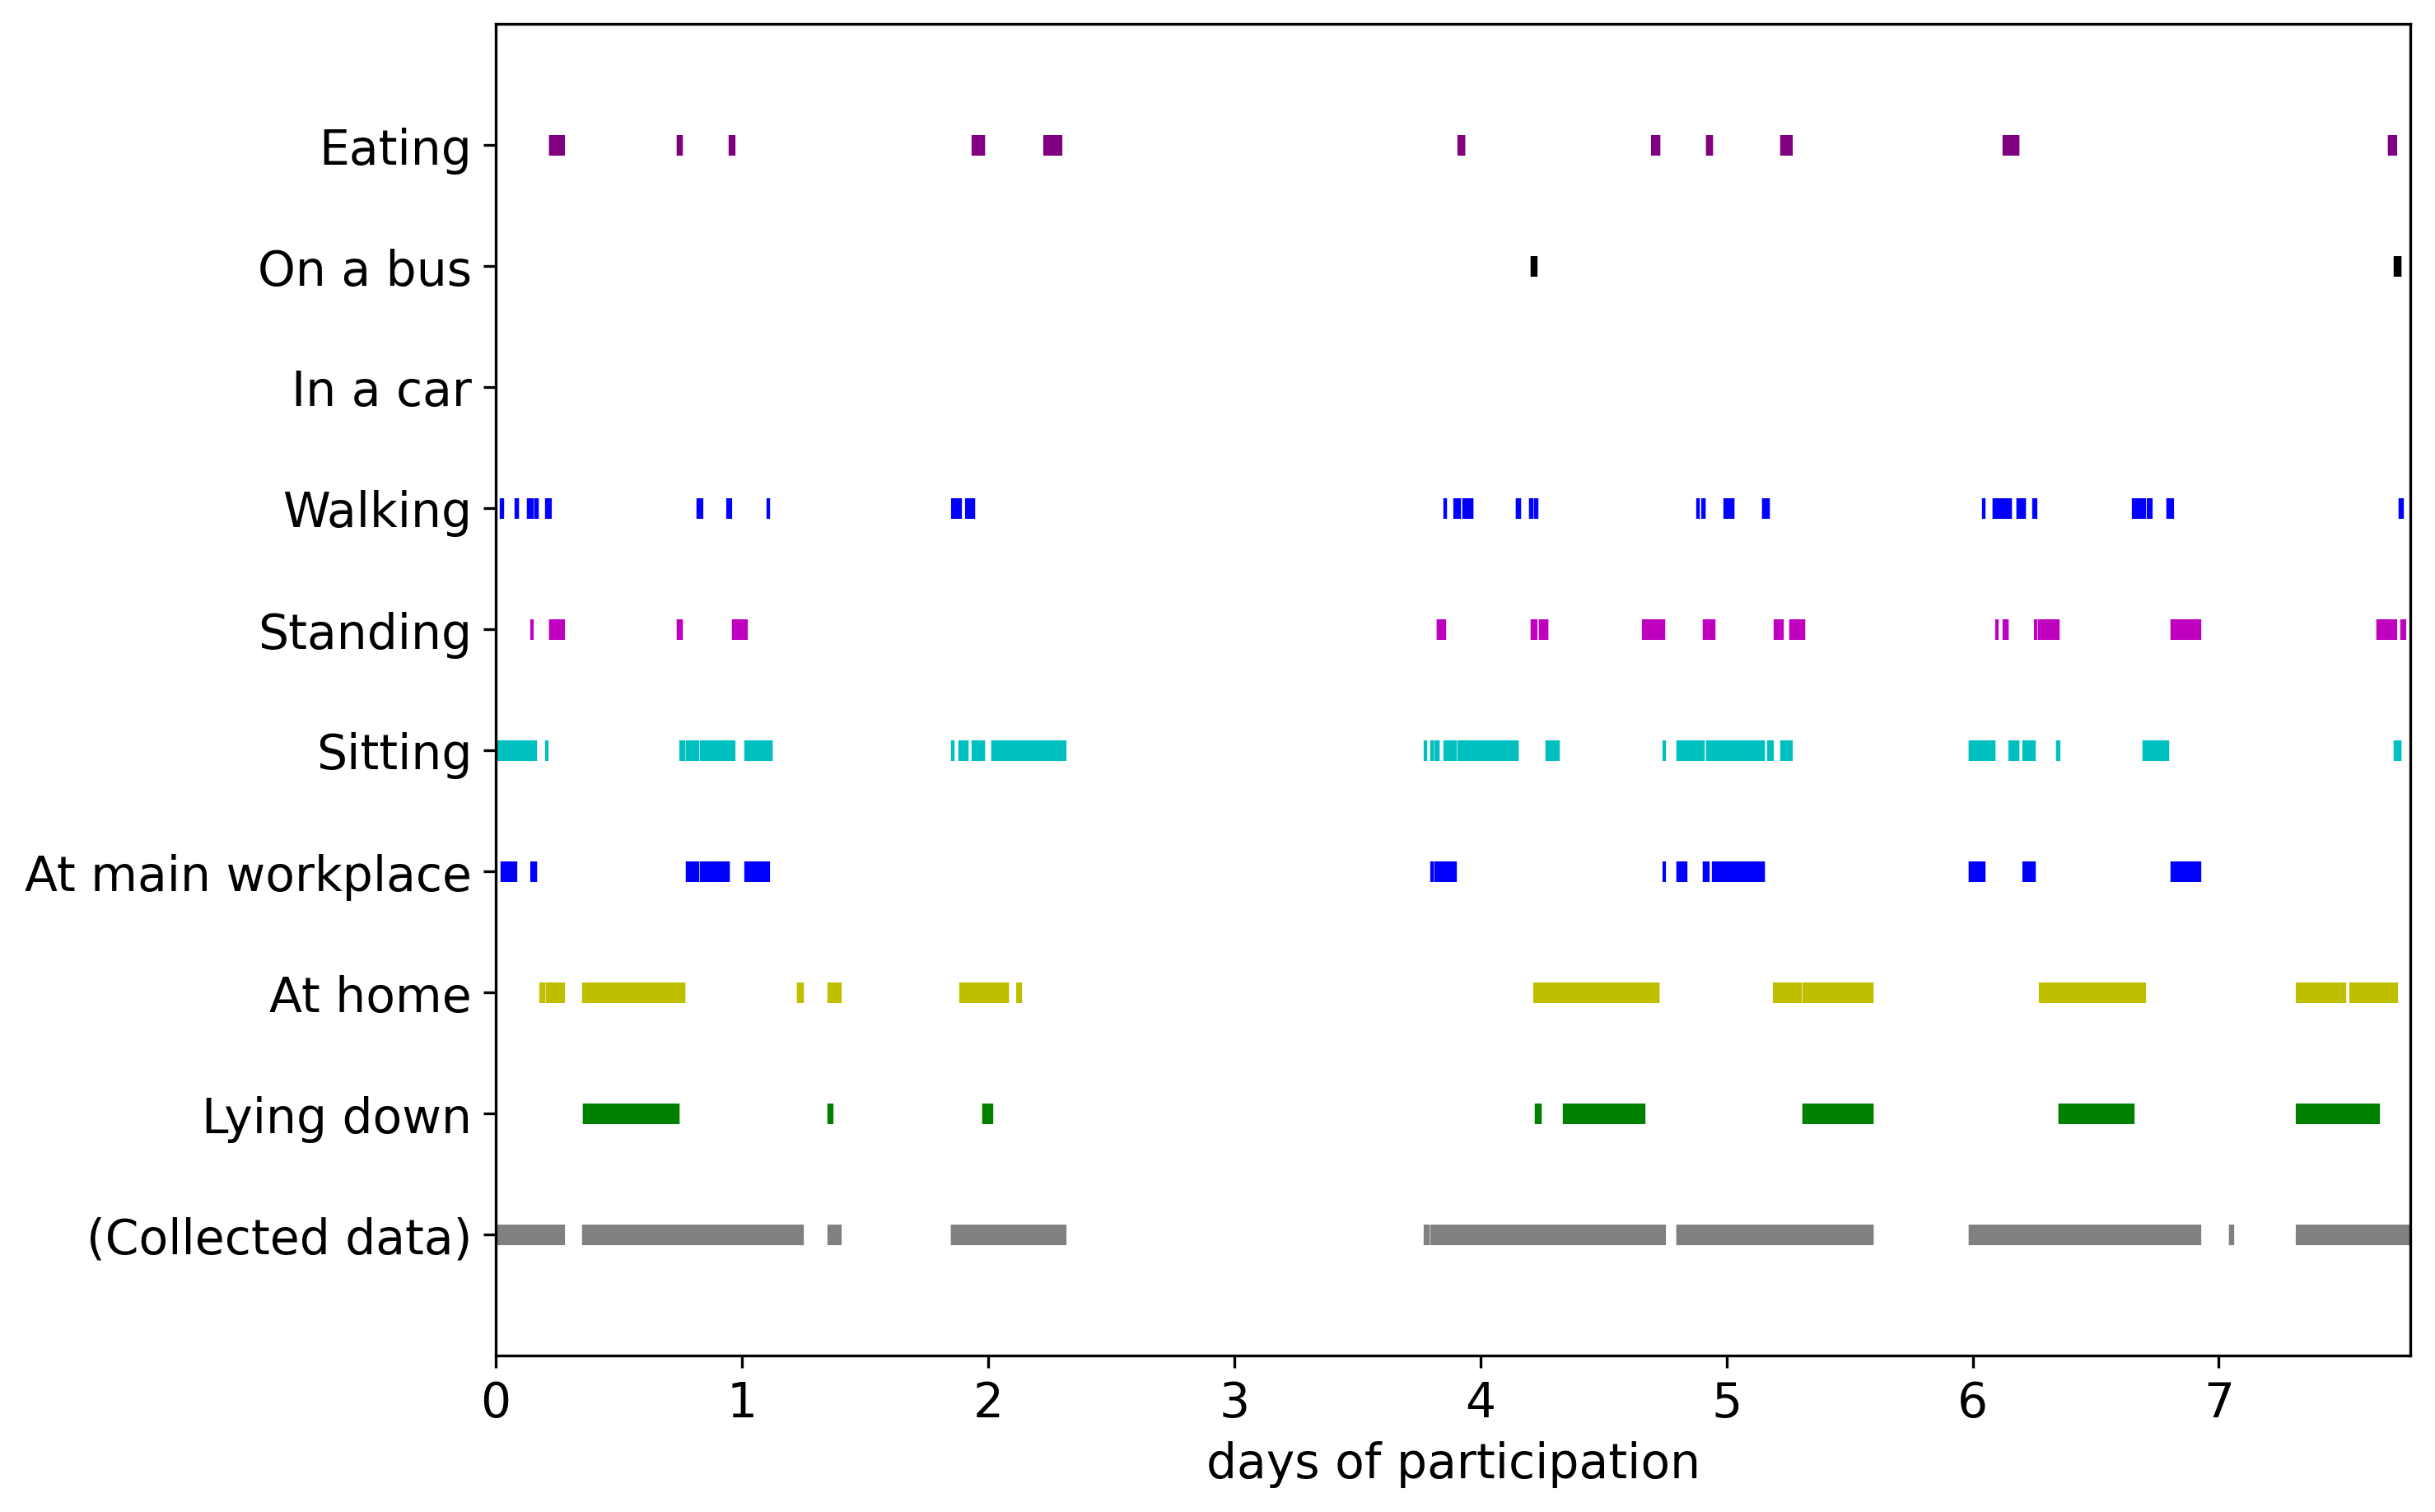 Eating
On a bus
In a car
Walking
Standing
Sitting
At main workplace
At home
Lying down
(Collected data)
0 1 2 3 4 5 6 7
days of participation